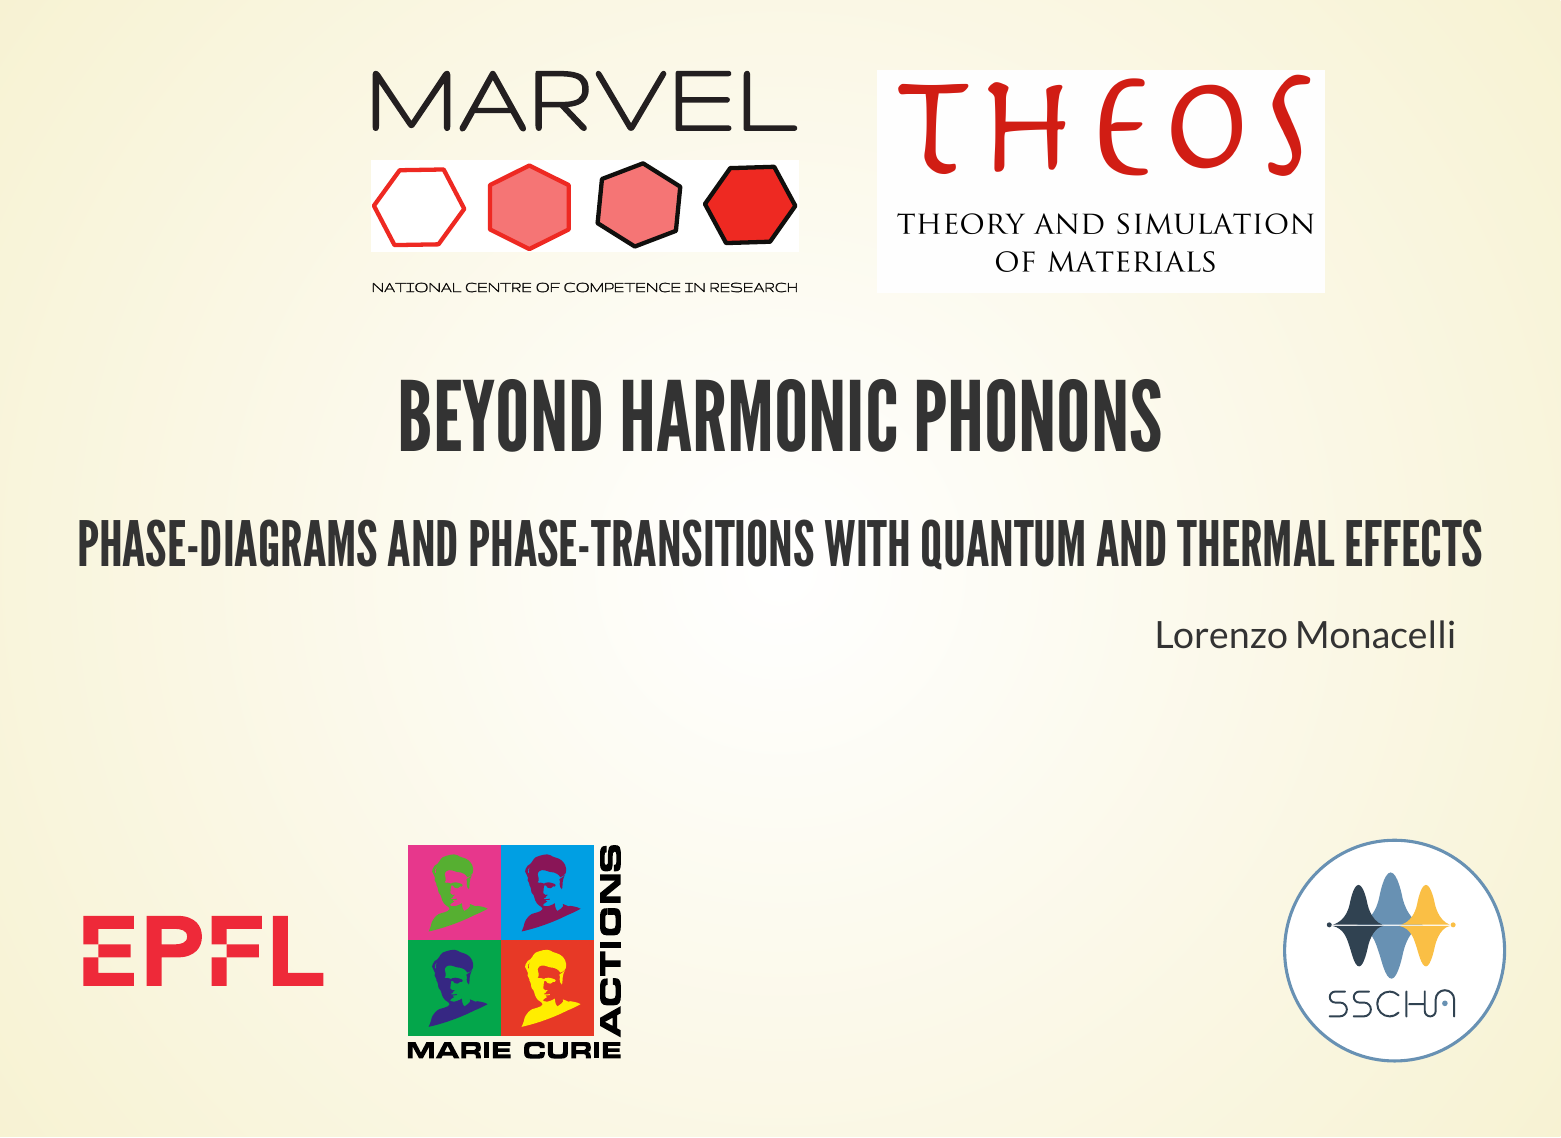 MARVEL
NATIONAL CENTRE OF COMPETENCE IN RESEARCH
THEOS
THEORY AND SIMULATION
OF MATERIALS
BEYOND HARMONIC PHONONS
PHASE-DIAGRAMS AND PHASE-TRANSITIONS WITH QUANTUM AND THERMAL EFFECTS
Lorenzo Monacelli
EPFL
MARIE CURIE
ACTIONS
SSCHA